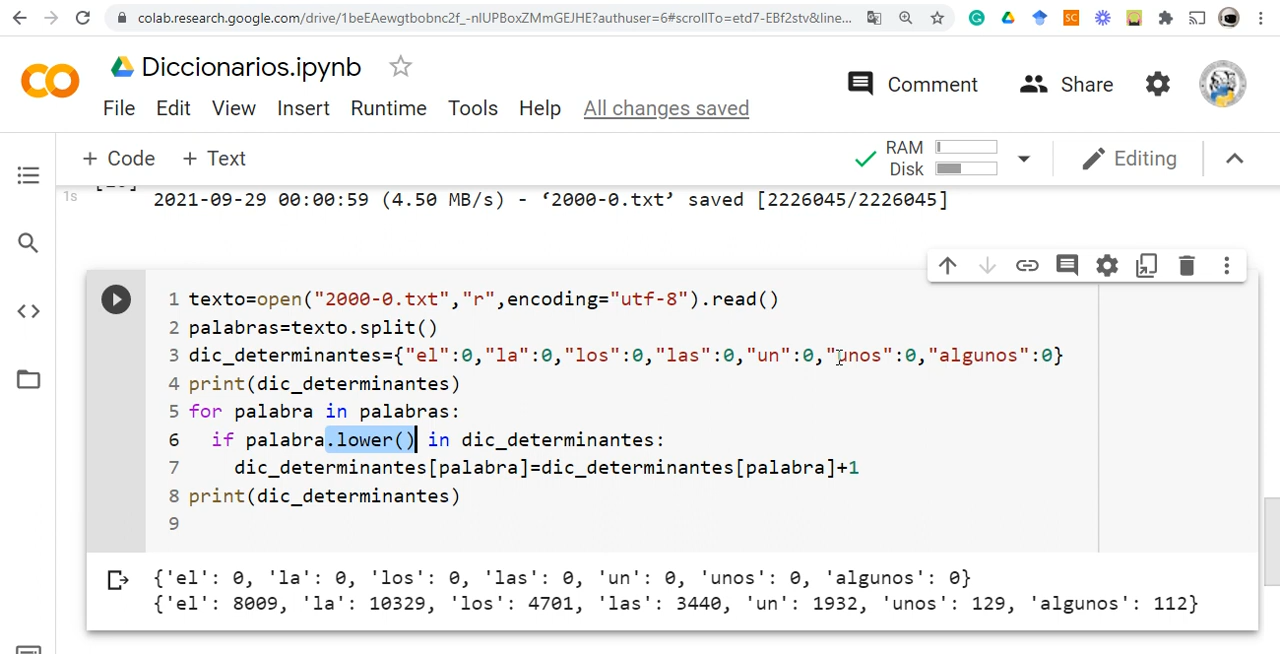 colab.research.google.com/drive/1beEAewgtbobnc2f_-nlUPBoxZMmGEJHE?authuser=6#scrollTo=etd7-EBf2stv&line...
SC
Diccionarios.ipynb
Comment
Share
File Edit View Insert Runtime Tools Help All changes saved
+ Code + Text
RAM
Disk
Editing
1s
2021-09-29 00:00:59 (4.50 MB/s) - ‘2000-0.txt’ saved [2226045/2226045]
1 texto=open("2000-0.txt","r",encoding="utf-8").read()
2 palabras=texto.split()
3 dic_determinantes={"el":0,"la":0,"los":0,"las":0,"un":0,"unos":0,"algunos":0}
4 print(dic_determinantes)
5 for palabra in palabras:
6 if palabra.lower() in dic_determinantes:
7 dic_determinantes[palabra]=dic_determinantes[palabra]+1
8 print(dic_determinantes)
9
{'el': 0, 'la': 0, 'los': 0, 'las': 0, 'un': 0, 'unos': 0, 'algunos': 0}
{'el': 8009, 'la': 10329, 'los': 4701, 'las': 3440, 'un': 1932, 'unos': 129, 'algunos': 112}